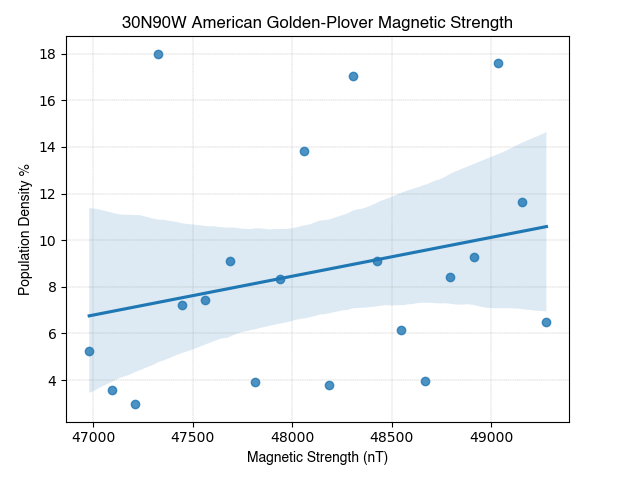 30N90W American Golden-Plover Magnetic Strength
18
16
14
12
10
8
6
4
Population Density %
47000 47500 48000 48500 49000
Magnetic Strength (nT)